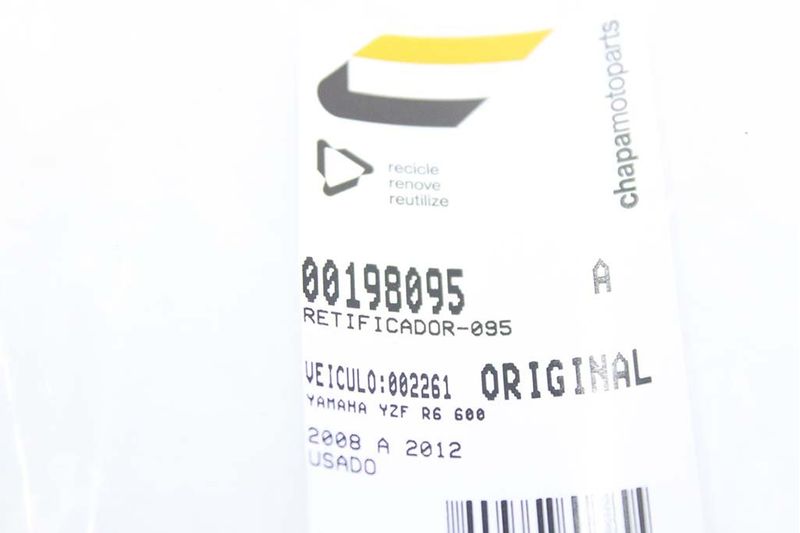 chapamotoparts
recicle
renove
reutilize
00198095 A
RETIFICADOR-095
VEICULO:002261 ORIGINAL
YAMAHA YZF R6 600
2008 A 2012
USADO